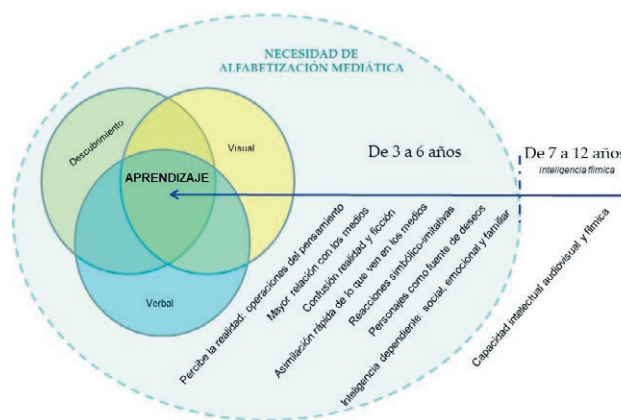 NECESIDAD DE
ALFABETIZACIÓN MEDIÁTICA
Descubrimiento
Visual
APRENDIZAJE
Verbal
De 3 a 6 años
De 7 a 12 años
Inteligencia fílmica
Percibe la realidad: operaciones del pensamiento
Mayor relación con los medios
Confusión realidad y ficción
Asimilación rápida de lo que ven en los medios
Reacciones simbólico-imitativas
Personajes como fuente de deseos
Inteligencia dependiente: social, emocional y familiar
Capacidad intelectual audiovisual y fílmica